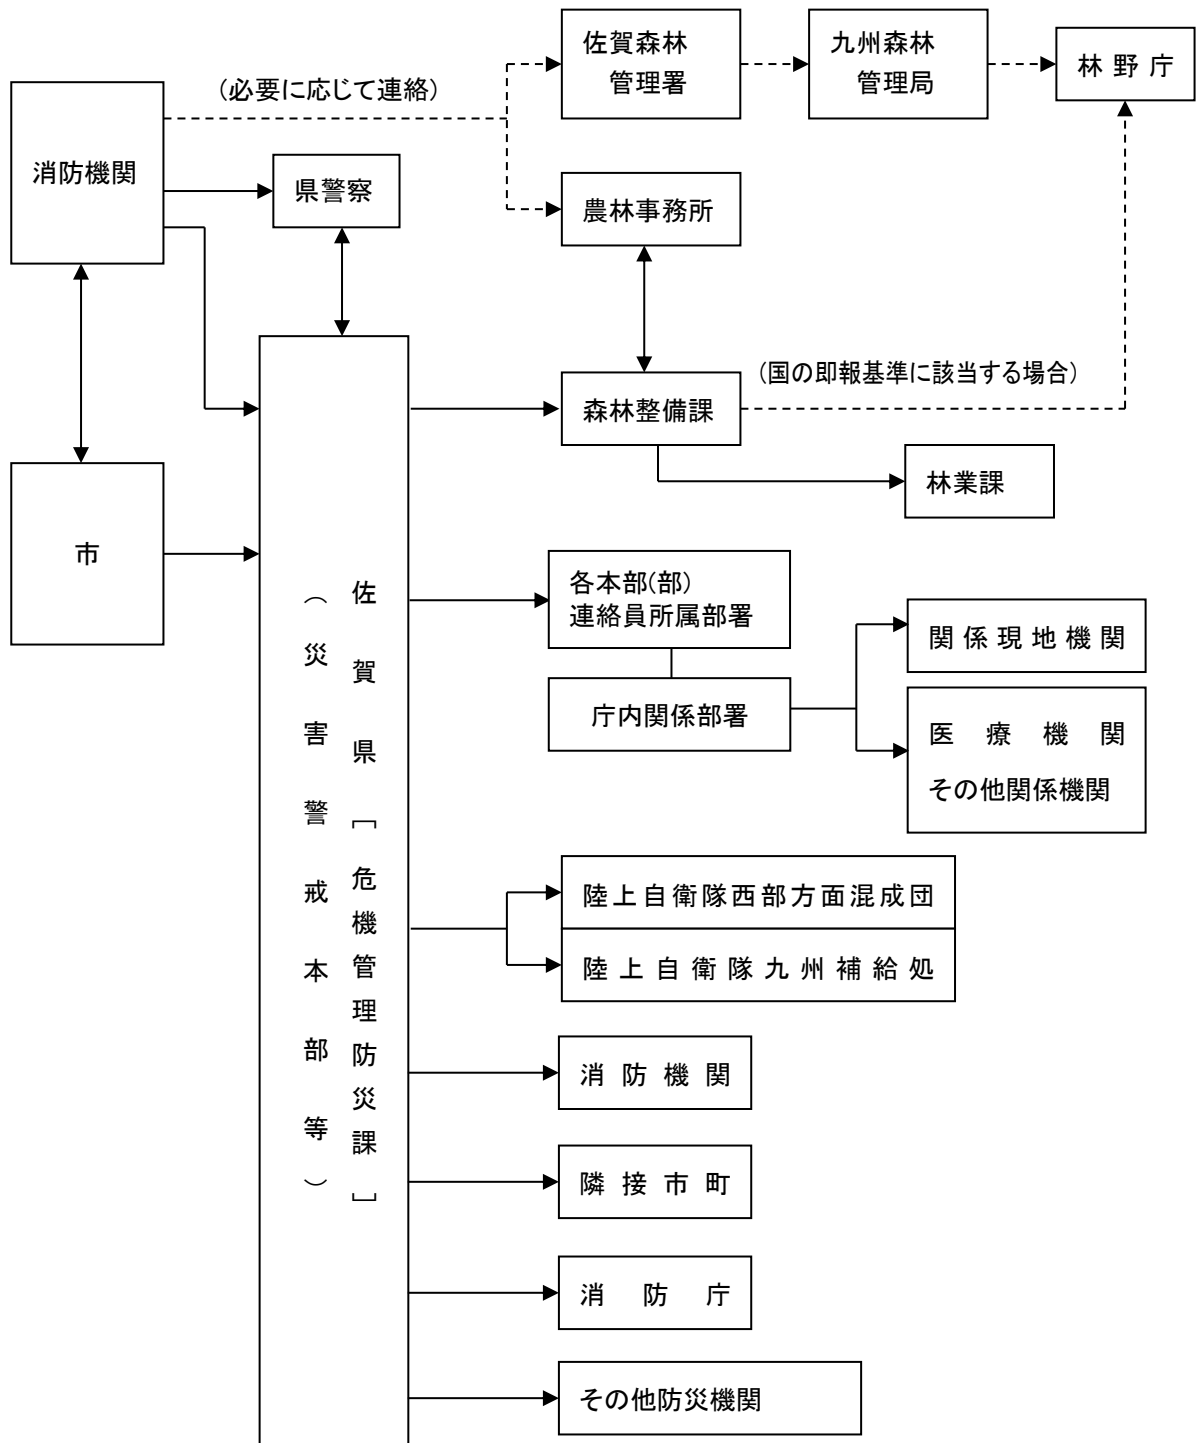 佐賀森林
管理署
九州森林
管理局
林野庁
(必要に応じて連絡)
消防機関
県警察
農林事務所
(国の即報基準に該当する場合)
森林整備課
林業課
市
佐賀県[危機管理防災課]
(災害警戒本部等)
各本部(部)
連絡員所属部署
庁内関係部署
関係現地機関
医療機関
その他関係機関
陸上自衛隊西部方面混成団
陸上自衛隊九州補給処
消防機関
隣接市町
消防庁
その他防災機関